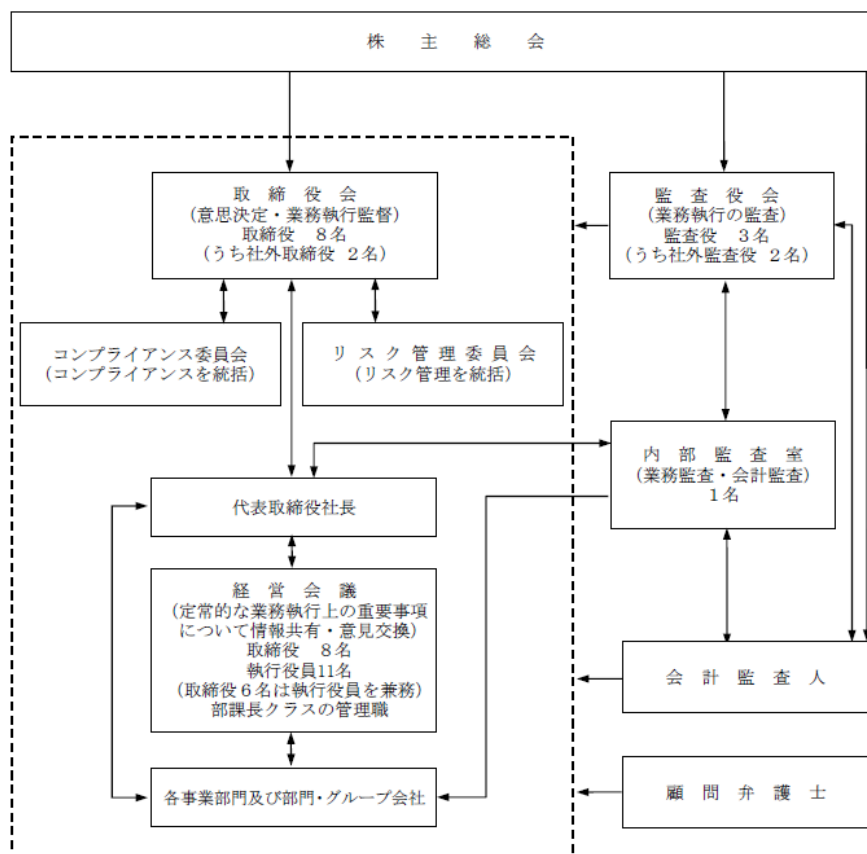 株主総会
取締役会
(意思決定・業務執行監督)
取締役 8名
(うち社外取締役 2名)
監査役会
(業務執行の監査)
監査役 3名
(うち社外監査役 2名)
コンプライアンス委員会
(コンプライアンスを統括)
リスク管理委員会
(リスク管理を統括)
内部監査室
(業務監査・会計監査)
1名
代表取締役社長
経営会議
(定常的な業務執行上の重要事項
について情報共有・意見交換)
取締役 8名
執行役員11名
(取締役6名は執行役員を兼務)
部課長クラスの管理職
会計監査人
各事業部門及び部門・グループ会社
顧問弁護士